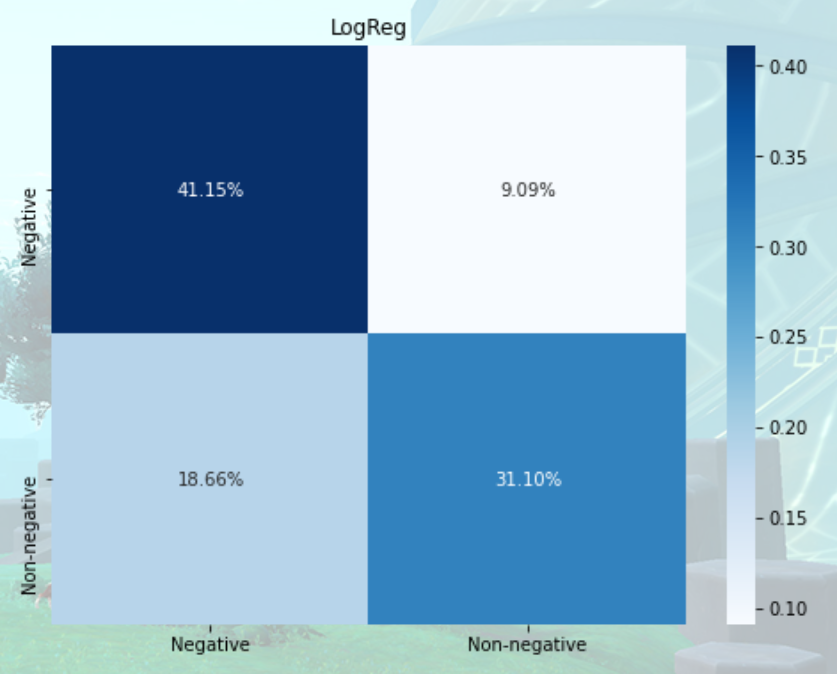 LogReg
0.40
Negative
41.15%
9.09%
0.35
0.30
0.25
Non-negative
18.66%
31.10%
0.20
0.15
0.10
Negative
Non-negative